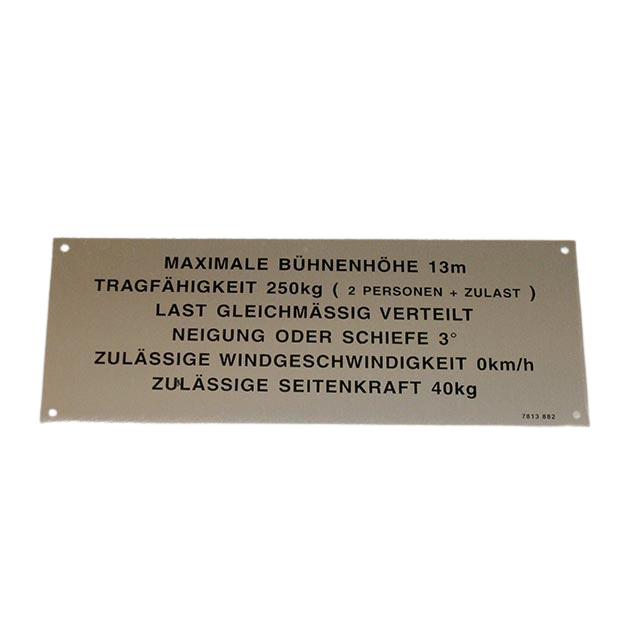 MAXIMALE BÜHNENHÖHE 13m
TRAGFÄHIGKEIT 250kg ( 2 PERSONEN + ZULAST )
LAST GLEICHMÄSSIG VERTEILT
NEIGUNG ODER SCHIEFE 3°
ZULÄSSIGE WINDGESCHWINDIGKEIT 0km/h
ZULÄSSIGE SEITENKRAFT 40kg
7813 882